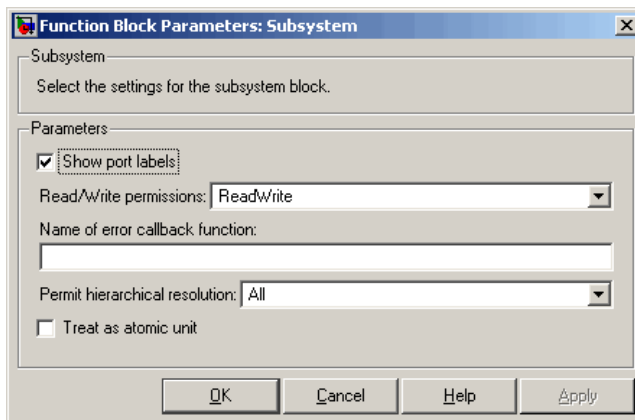 Function Block Parameters: Subsystem
Subsystem
Select the settings for the subsystem block.
Parameters
Show port labels
Read/Write permissions: ReadWrite
Name of error callback function:
Permit hierarchical resolution: All
Treat as atomic unit
OK Cancel Help Apply